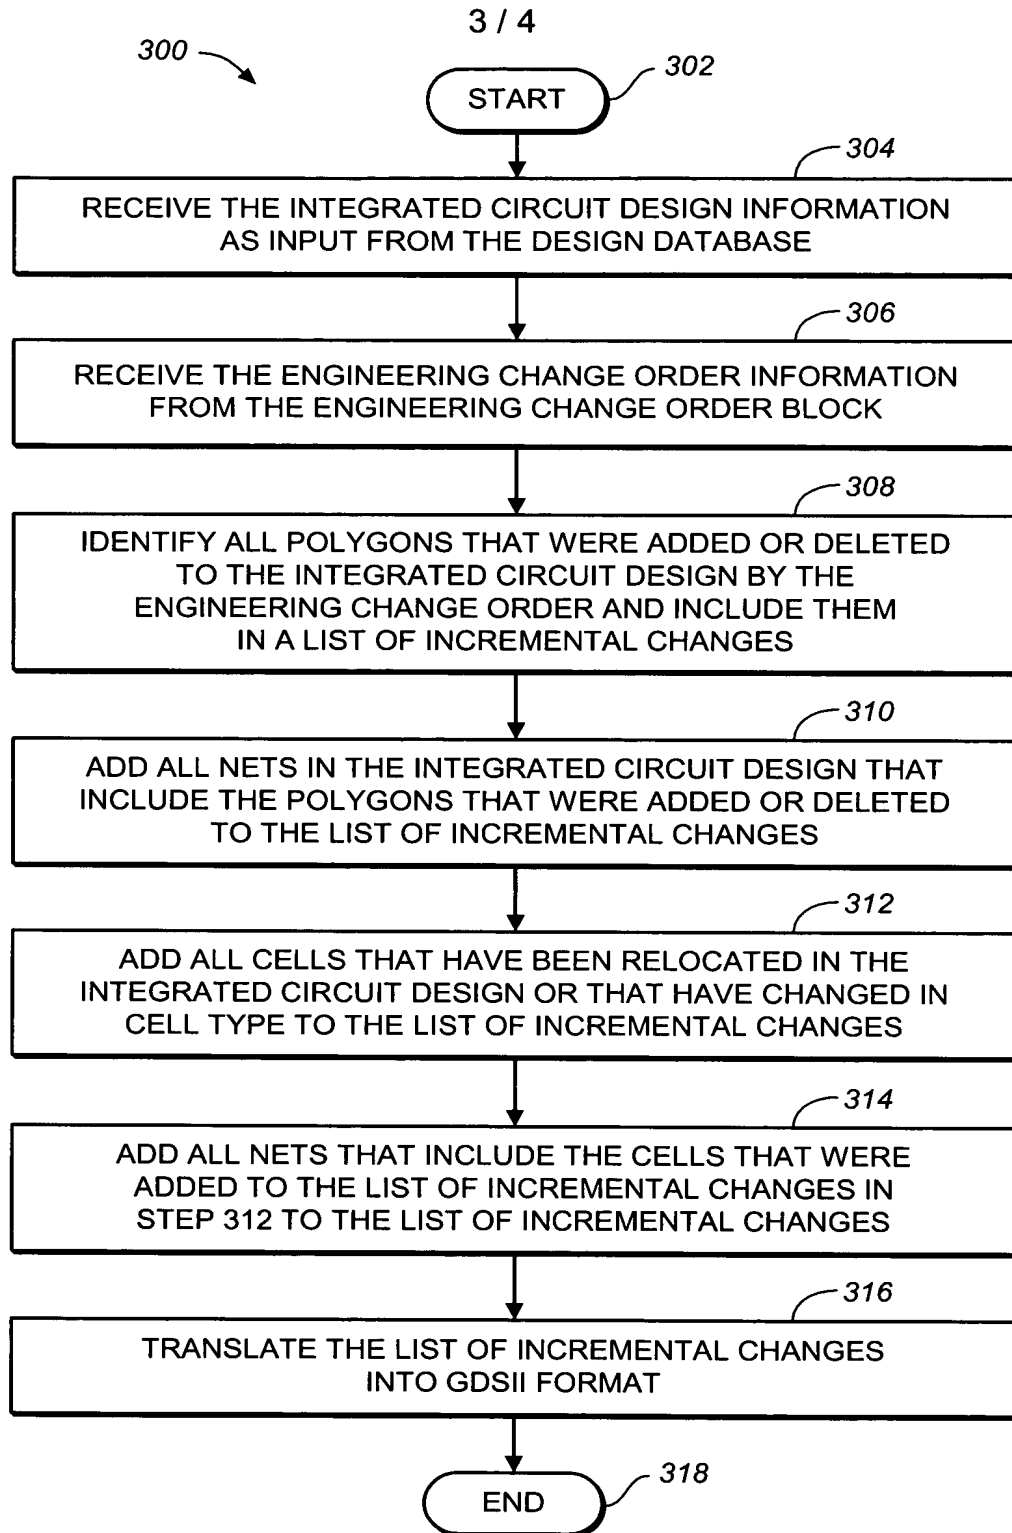 3 / 4
300
302
START
304
RECEIVE THE INTEGRATED CIRCUIT DESIGN INFORMATION
AS INPUT FROM THE DESIGN DATABASE
306
RECEIVE THE ENGINEERING CHANGE ORDER INFORMATION
FROM THE ENGINEERING CHANGE ORDER BLOCK
308
IDENTIFY ALL POLYGONS THAT WERE ADDED OR DELETED
TO THE INTEGRATED CIRCUIT DESIGN BY THE
ENGINEERING CHANGE ORDER AND INCLUDE THEM
IN A LIST OF INCREMENTAL CHANGES
310
ADD ALL NETS IN THE INTEGRATED CIRCUIT DESIGN THAT
INCLUDE THE POLYGONS THAT WERE ADDED OR DELETED
TO THE LIST OF INCREMENTAL CHANGES
312
ADD ALL CELLS THAT HAVE BEEN RELOCATED IN THE
INTEGRATED CIRCUIT DESIGN OR THAT HAVE CHANGED IN
CELL TYPE TO THE LIST OF INCREMENTAL CHANGES
314
ADD ALL NETS THAT INCLUDE THE CELLS THAT WERE
ADDED TO THE LIST OF INCREMENTAL CHANGES IN
STEP 312 TO THE LIST OF INCREMENTAL CHANGES
316
TRANSLATE THE LIST OF INCREMENTAL CHANGES
INTO GDSII FORMAT
318
END